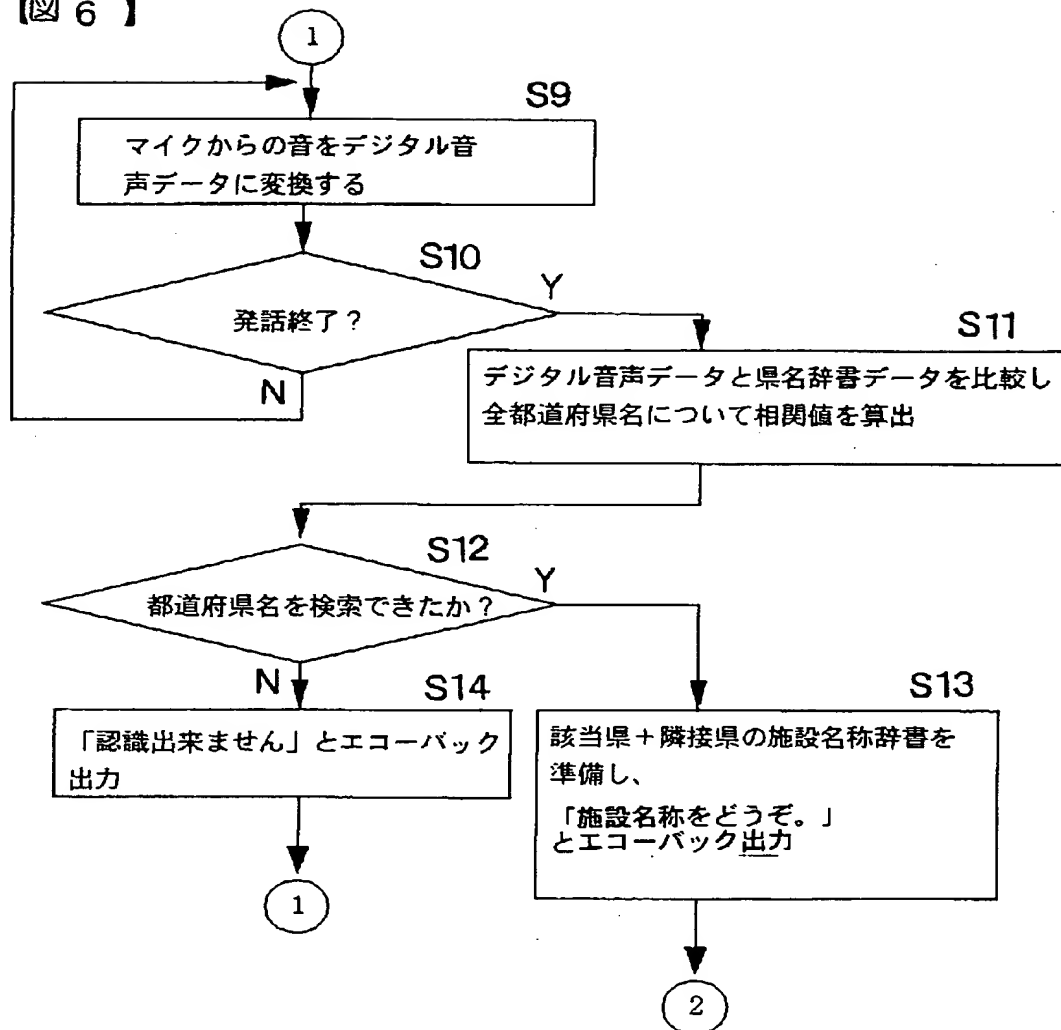 【図 6 】
1
S9
マイクからの音をデジタル音
声データに変換する
S10
発話終了？
Y
N
S11
デジタル音声データと県名辞書データを比較し
全都道府県名について相関値を算出
S12
都道府県名を検索できたか？
Y
N
S14
「認識出来ません」とエコーバック
出力
1
S13
該当県＋隣接県の施設名称辞書を
準備し、
「施設名称をどうぞ。」
とエコーバック出力
2